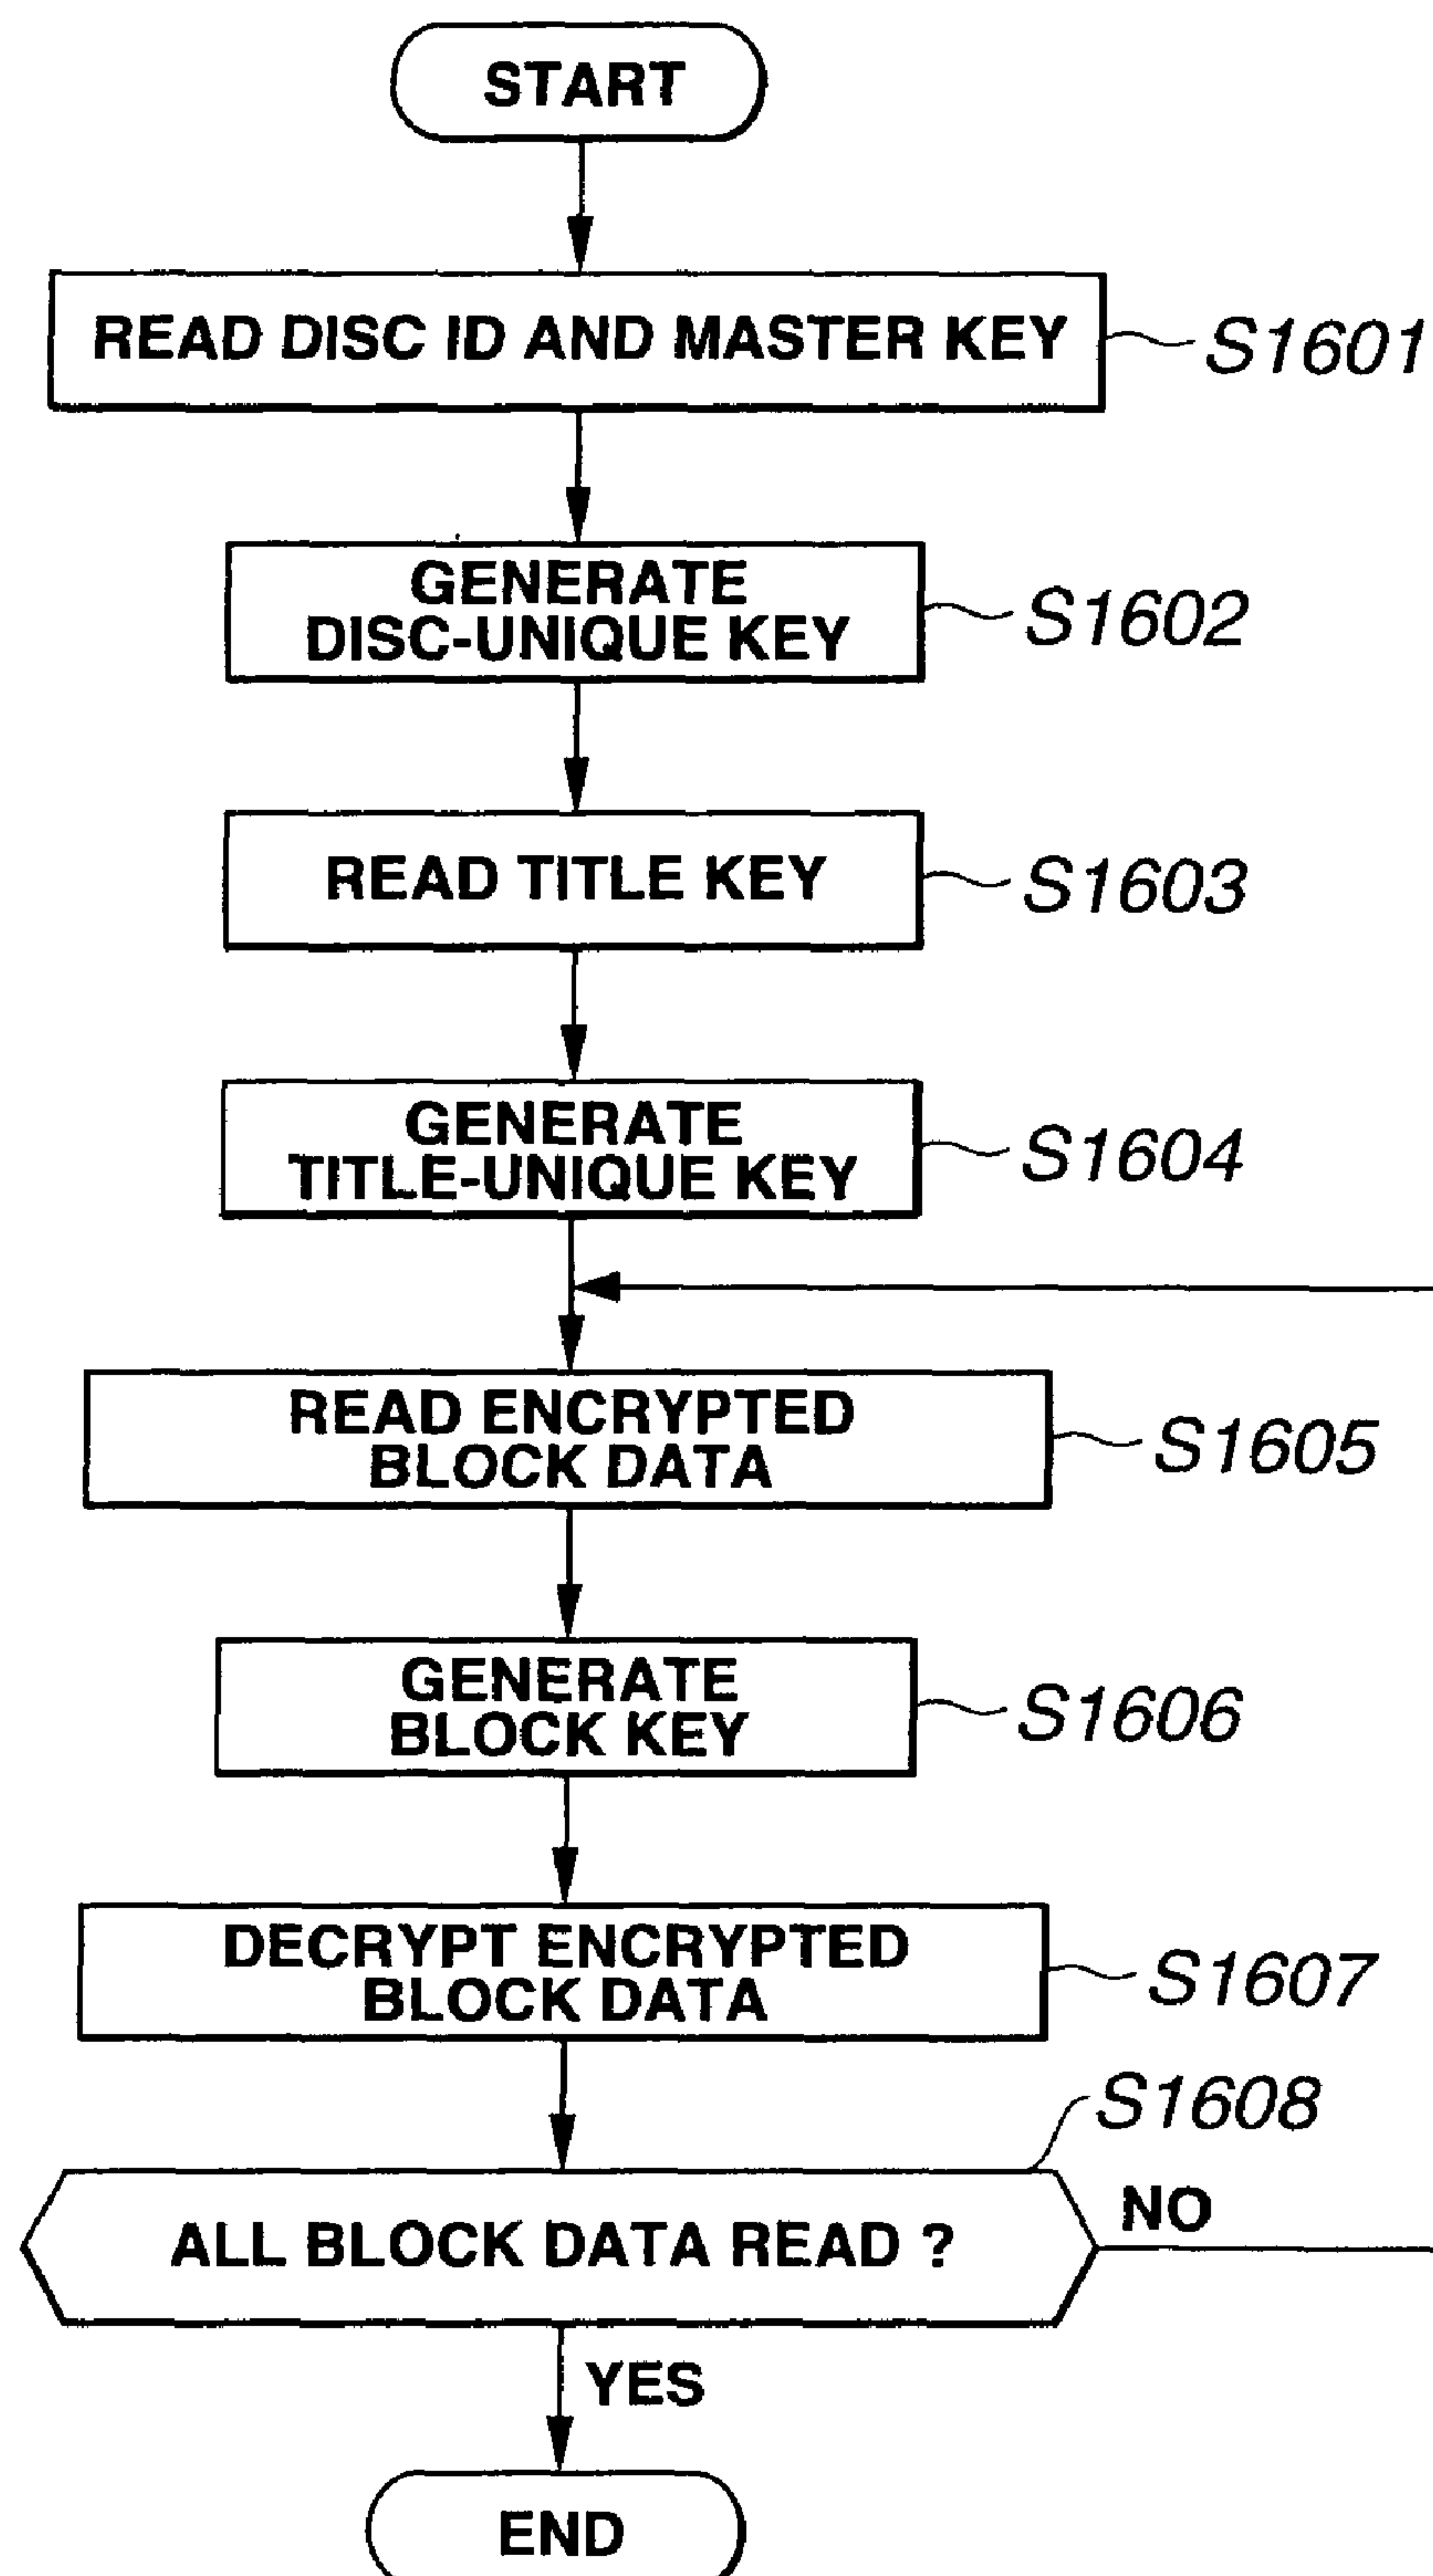 START
READ DISC ID AND MASTER KEY
S1601
GENERATE
DISC-UNIQUE KEY
S1602
READ TITLE KEY
S1603
GENERATE
TITLE-UNIQUE KEY
S1604
READ ENCRYPTED
BLOCK DATA
S1605
GENERATE
BLOCK KEY
S1606
DECRYPT ENCRYPTED
BLOCK DATA
S1607
S1608
ALL BLOCK DATA READ ?
NO
YES
END